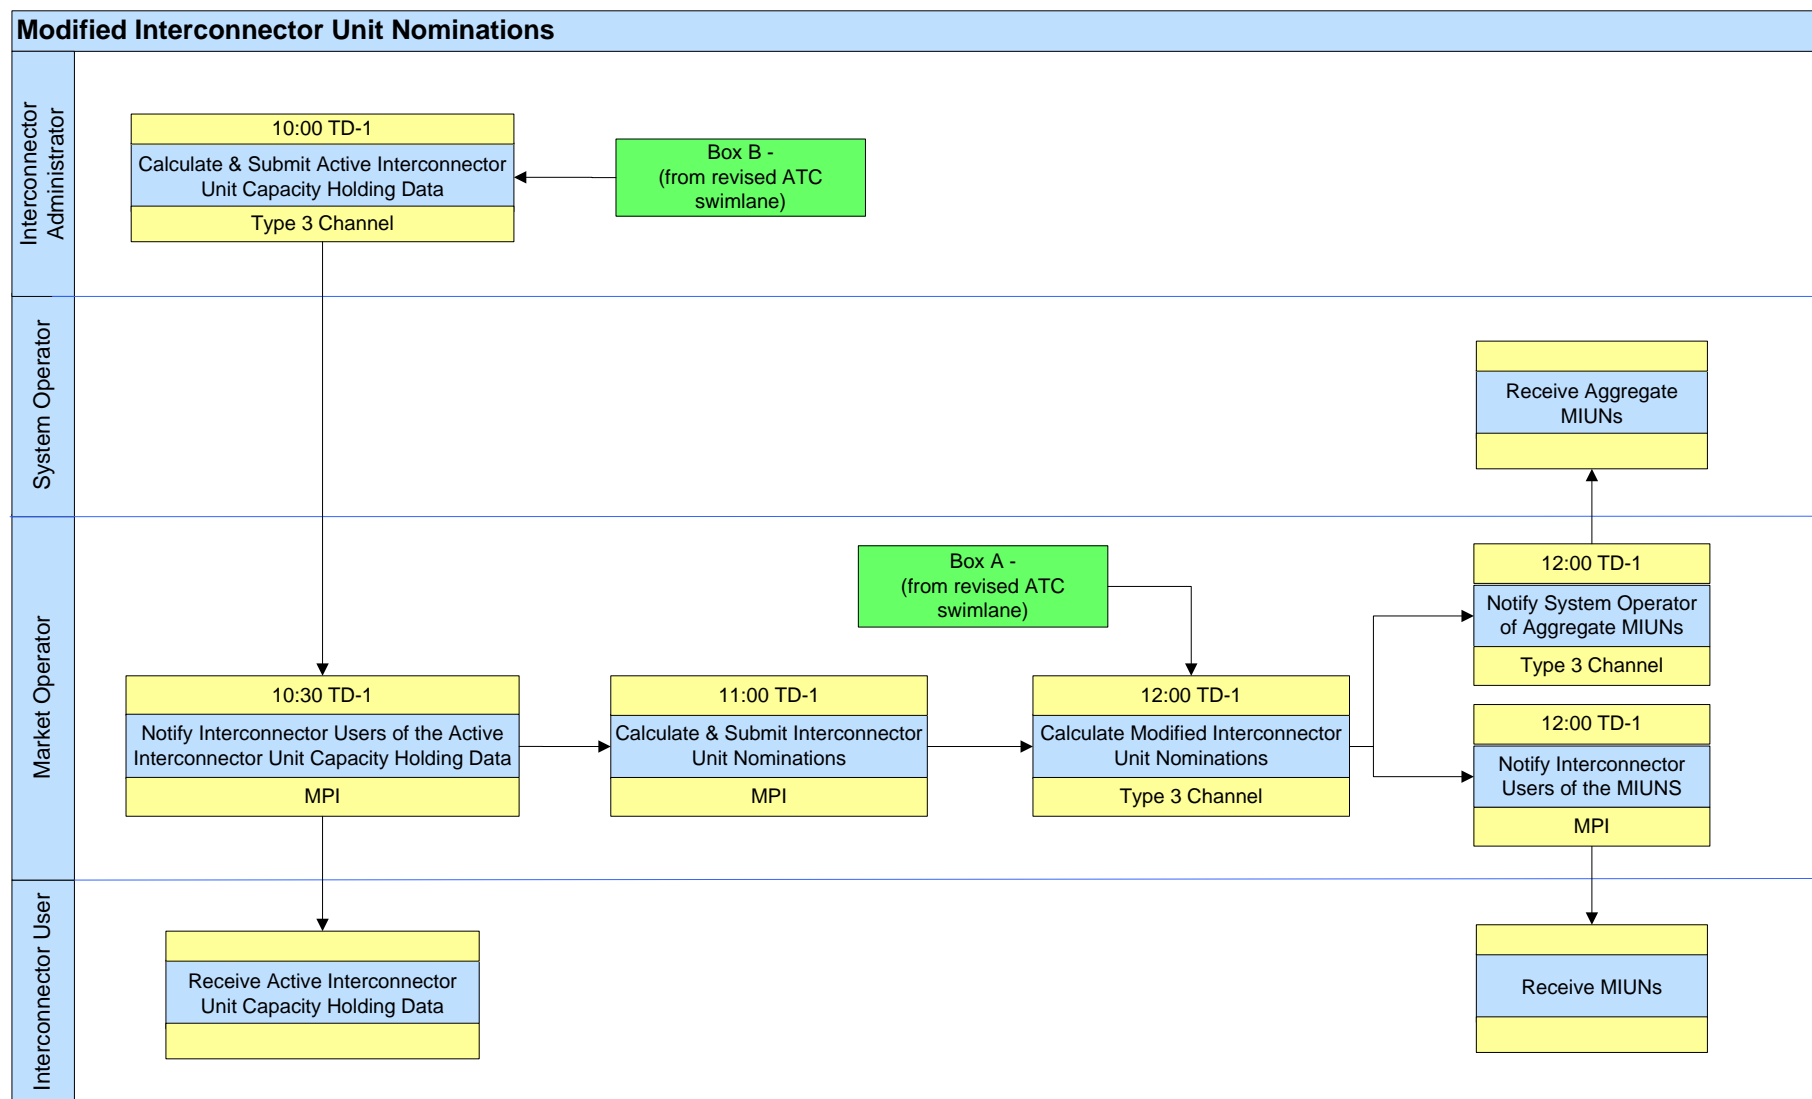 Modified Interconnector Unit Nominations
Interconnector
Administrator
10:00 TD-1
Calculate & Submit Active Interconnector
Unit Capacity Holding Data
Type 3 Channel
Box B -
(from revised ATC
swimlane)
System Operator
Receive Aggregate
MIUNs
Market Operator
Box A -
(from revised ATC
swimlane)
12:00 TD-1
Notify System Operator
of Aggregate MIUNs
Type 3 Channel
10:30 TD-1
Notify Interconnector Users of the Active
Interconnector Unit Capacity Holding Data
MPI
11:00 TD-1
Calculate & Submit Interconnector
Unit Nominations
MPI
12:00 TD-1
Calculate Modified Interconnector
Unit Nominations
Type 3 Channel
12:00 TD-1
Notify Interconnector
Users of the MIUNS
MPI
Interconnector User
Receive Active Interconnector
Unit Capacity Holding Data
Receive MIUNs